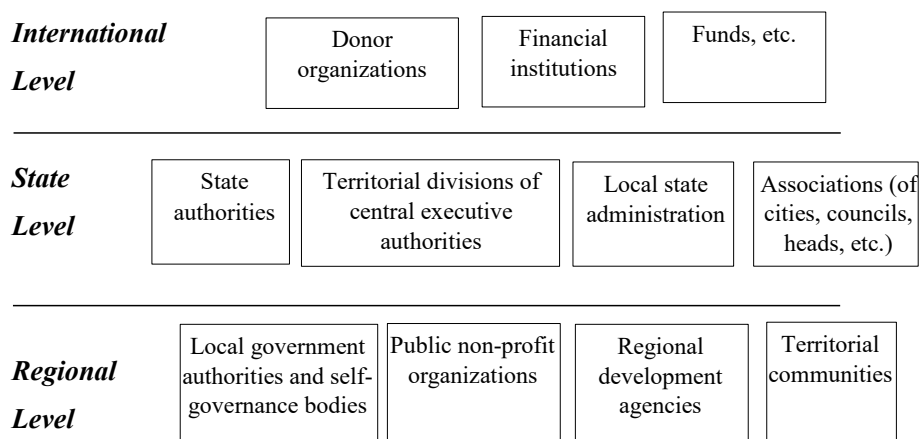 International
Level
Donor
organizations
Financial
institutions
Funds, etc.
State
Level
State
authorities
Territorial divisions of
central executive
authorities
Local state
administration
Associations (of
cities, councils,
heads, etc.)
Regional
Level
Local government
authorities and self-
governance bodies
Public non-profit
organizations
Regional
development
agencies
Territorial
communities